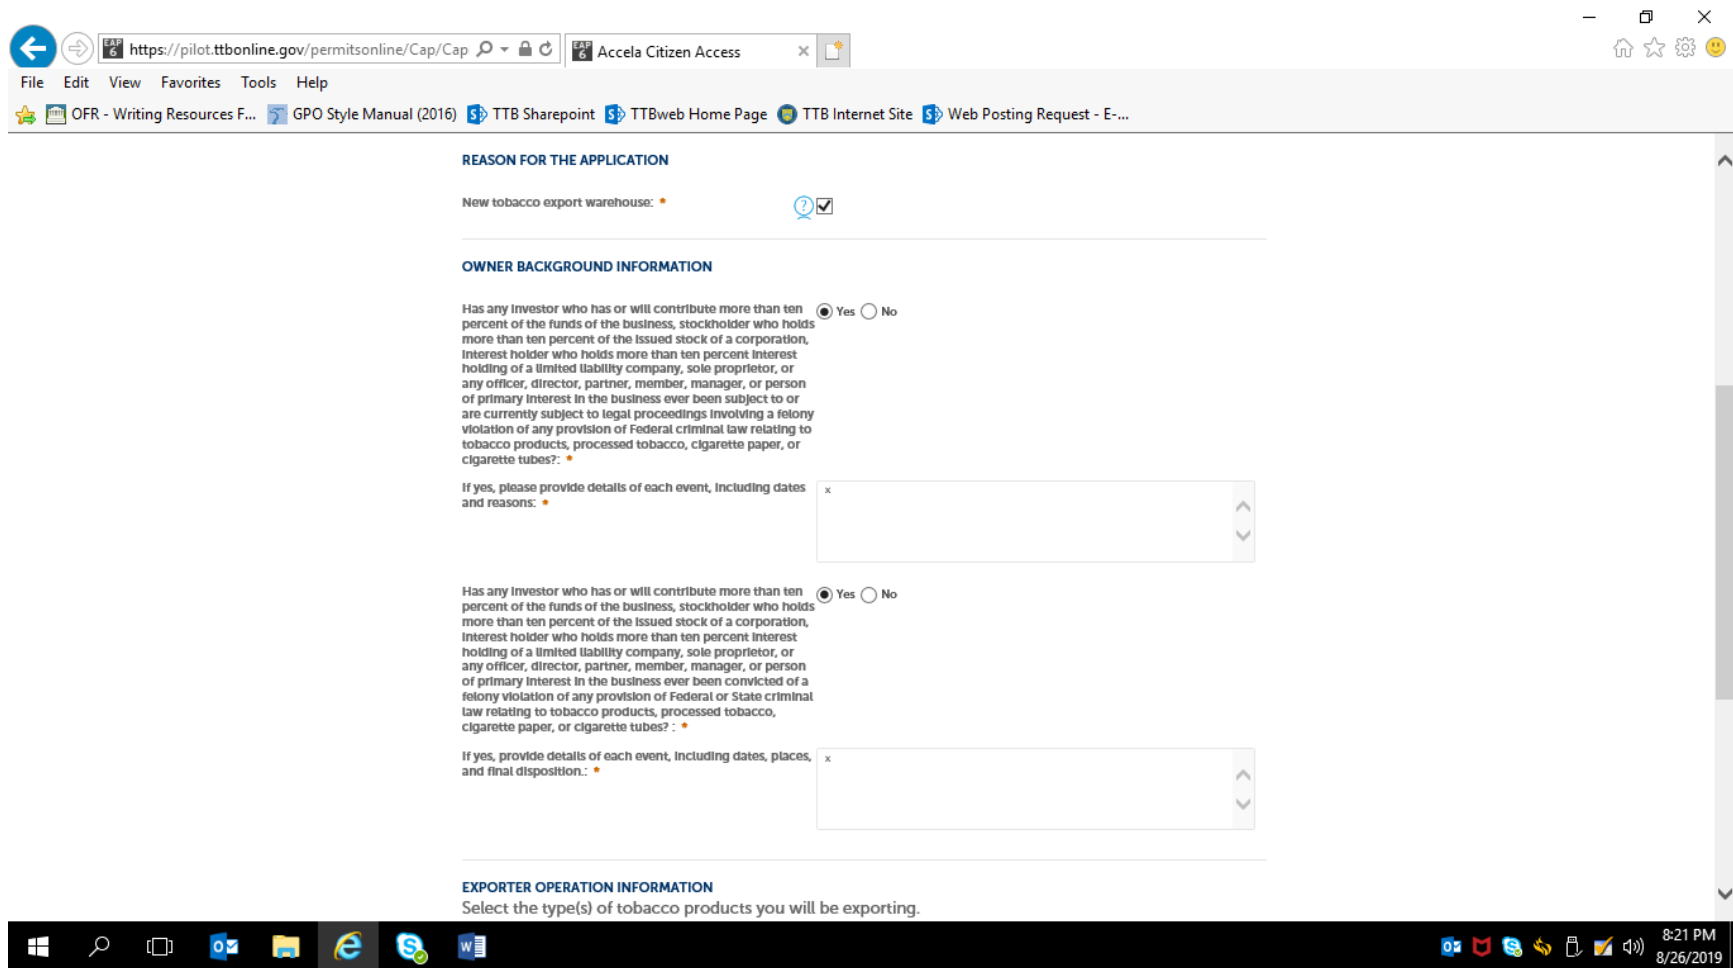 EAP
6
https://pilot.ttbonline.gov/permitsonline/Cap/Cap
EAP
6
Accela Citizen Access
File Edit View Favorites Tools Help
OFR - Writing Resources F... GPO Style Manual (2016) TTB Sharepoint TTBweb Home Page TTB Internet Site Web Posting Request - E-...
REASON FOR THE APPLICATION
New tobacco export warehouse: *
OWNER BACKGROUND INFORMATION
Has any investor who has or will contribute more than ten
percent of the funds of the business, stockholder who holds
more than ten percent of the issued stock of a corporation,
interest holder who holds more than ten percent interest
holding of a limited liability company, sole proprietor, or
any officer, director, partner, member, manager, or person
of primary interest in the business ever been subject to or
are currently subject to legal proceedings involving a felony
violation of any provision of Federal criminal law relating to
tobacco products, processed tobacco, cigarette paper, or
cigarette tubes?: *
Yes No
If yes, please provide details of each event, including dates
and reasons: *
x
Has any investor who has or will contribute more than ten
percent of the funds of the business, stockholder who holds
more than ten percent of the issued stock of a corporation,
interest holder who holds more than ten percent interest
holding of a limited liability company, sole proprietor, or
any officer, director, partner, member, manager, or person
of primary interest in the business ever been convicted of a
felony violation of any provision of Federal or State criminal
law relating to tobacco products, processed tobacco,
cigarette paper, or cigarette tubes? : *
Yes No
If yes, provide details of each event, including dates, places,
and final disposition.: *
x
EXPORTER OPERATION INFORMATION
Select the type(s) of tobacco products you will be exporting.
8:21 PM
8/26/2019